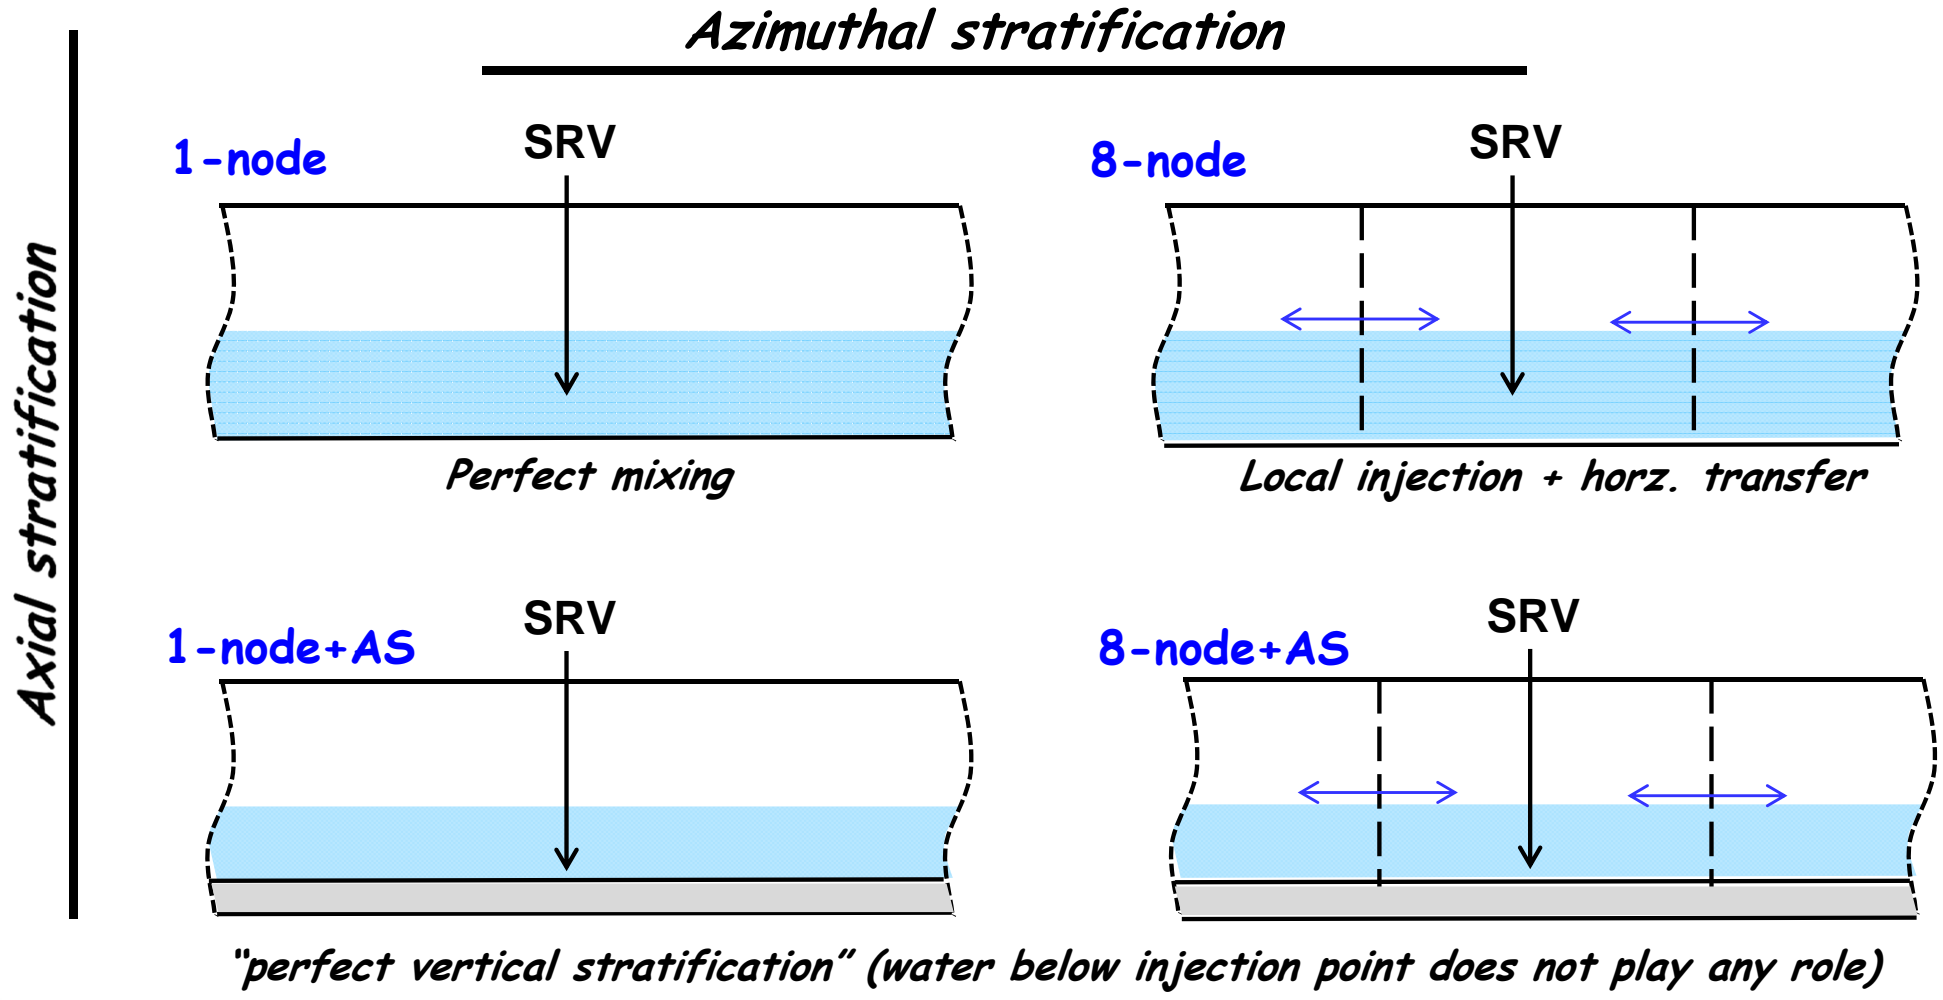 Azimuthal stratification
Axial stratification
1-node
SRV
8-node
SRV
Perfect mixing
Local injection + horz. transfer
1-node+AS
SRV
8-node+AS
SRV
“perfect vertical stratification” (water below injection point does not play any role)